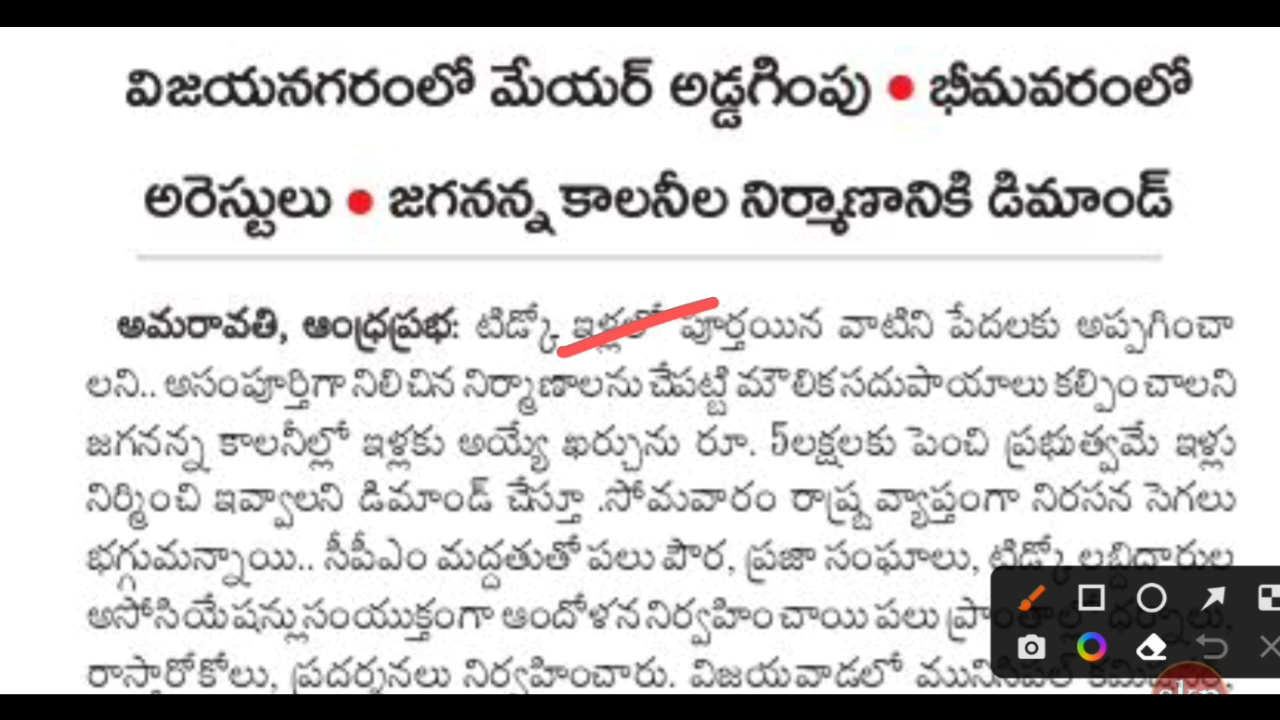 విజయనగరంలో మేయర్ అడ్డగింపు ● భీమవరంలో
అరెస్టులు ● జగనన్న కాలనీల నిర్మాణానికి డిమాండ్
అమరావతి, ఆంధ్రప్రభ: టిడ్కో ఇళ్లలో పూర్తయిన వాటిని పేదలకు అప్పగించా
లని.. అసంపూర్తిగా నిలిచిన నిర్మాణాలను చేపట్టి మౌలిక సదుపాయాలు కల్పించాలని
జగనన్న కాలనీల్లో ఇళ్లకు అయ్యే ఖర్చును రూ. 5లక్షలకు పెంచి ప్రభుత్వమే ఇళ్లు
నిర్మించి ఇవ్వాలని డిమాండ్ చేస్తూ .సోమవారం రాష్ట్ర వ్యాప్తంగా నిరసన సెగలు
భగ్గుమన్నాయి.. సీపీఎం మద్దతుతో పలు పౌర, ప్రజా సంఘాలు, టిడ్కో లబ్దిదారుల
అసోసియేషన్లు సంయుక్తంగా ఆందోళన నిర్వహించాయి పలు ప్రాంతాల్లో ధర్నాలు,
రాస్తారోకోలు, ప్రదర్శనలు నిర్వహించారు. విజయవాడలో మునిసిపల్